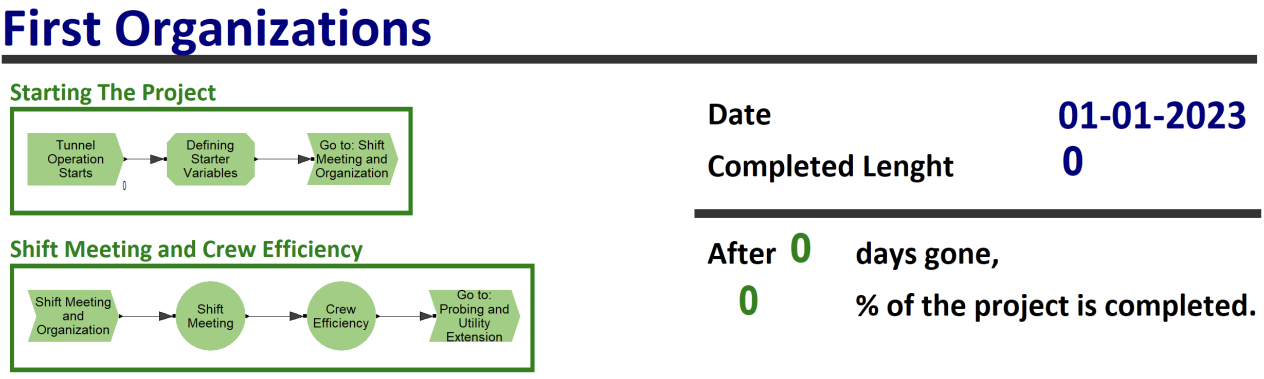 First Organizations
Starting The Project
Tunnel
Operation
Starts
0
Defining
Starter
Variables
Go to: Shift
Meeting and
Organization
Shift Meeting and Crew Efficiency
Shift Meeting
and
Organization
Shift
Meeting
Crew
Efficiency
Go to:
Probing and
Utility
Extension
Date 01-01-2023
Completed Lenght 0
After 0 days gone,
0 % of the project is completed.